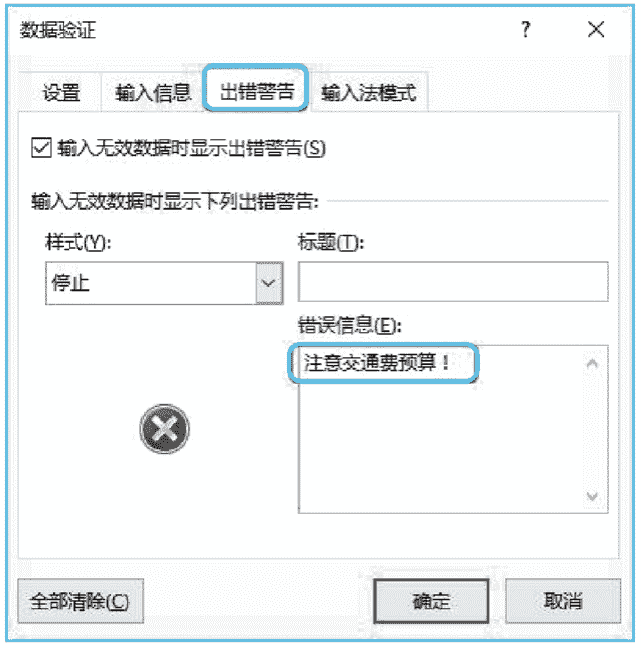 数据验证 ?
设置 输入信息 出错警告 输入法模式
输入无效数据时显示出错警告(S)
输入无效数据时显示下列出错警告:
样式(Y): 标题(T):
停止
错误信息(E):
注意交通费预算！
全部清除(C) 确定 取消